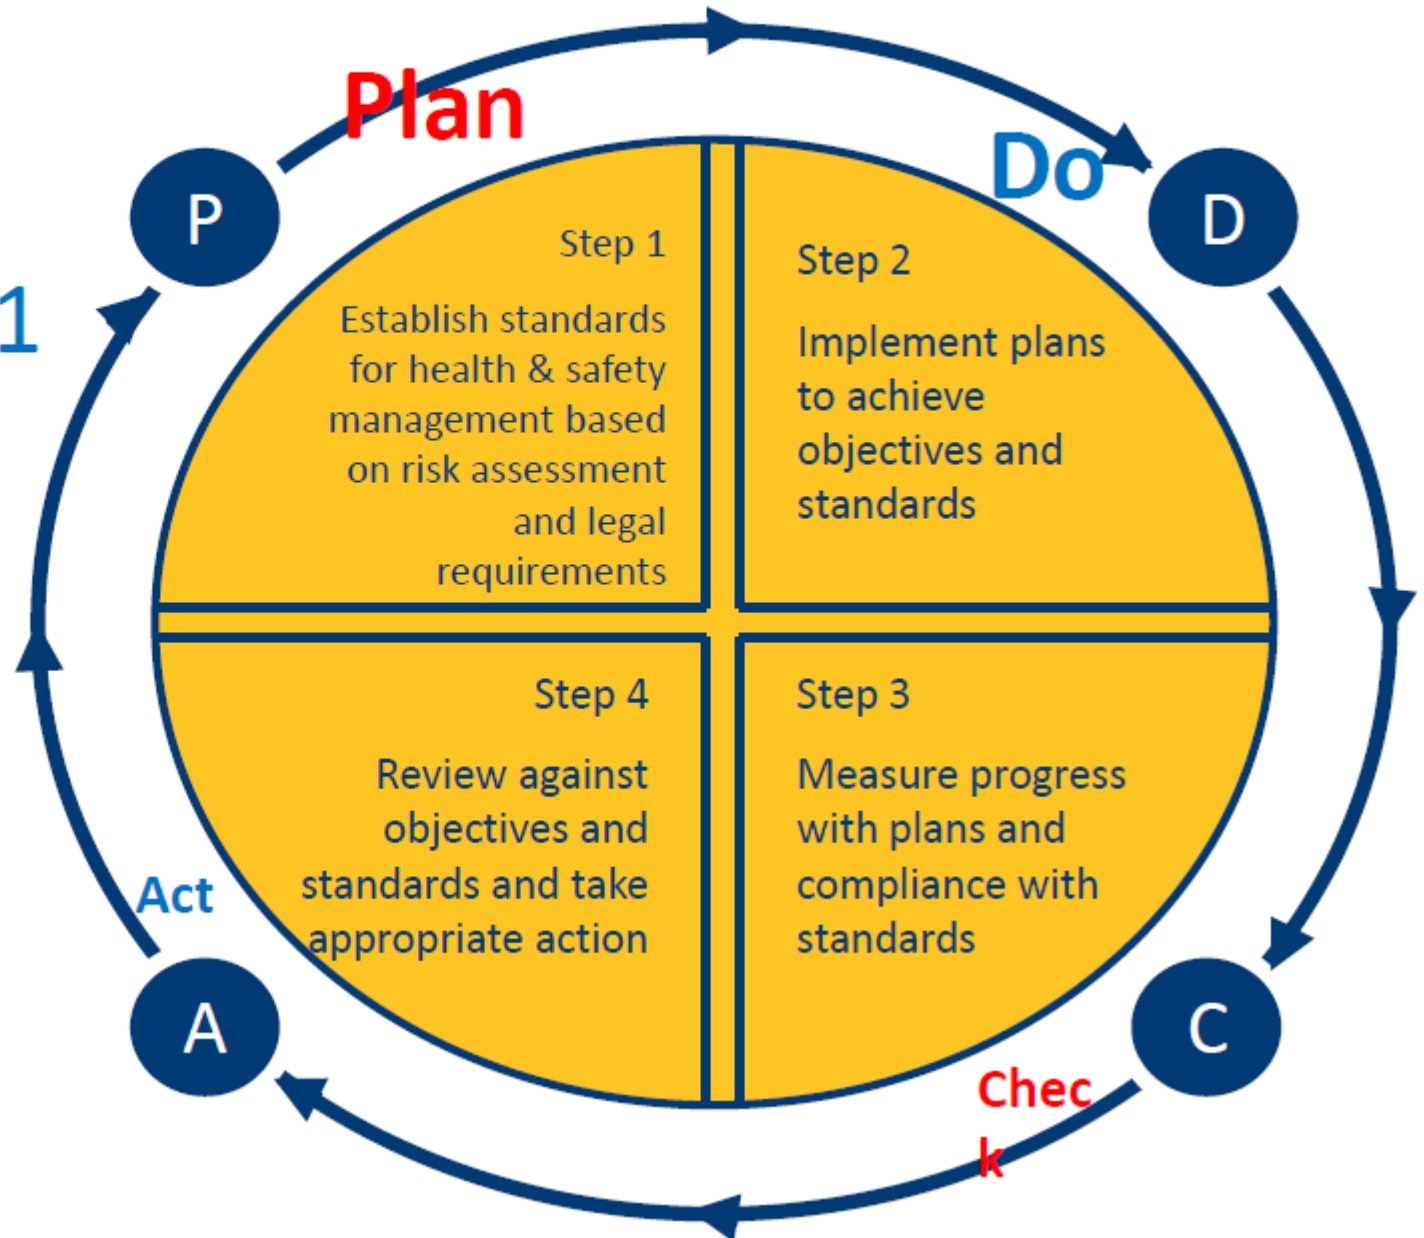 Plan
Do
P
D
1
Step 1
Establish standards
for health & safety
management based
on risk assessment
and legal
requirements
Step 2
Implement plans
to achieve
objectives and
standards
Step 4
Review against
objectives and
standards and take
appropriate action
Step 3
Measure progress
with plans and
compliance with
standards
Act
A
C
Chec
k